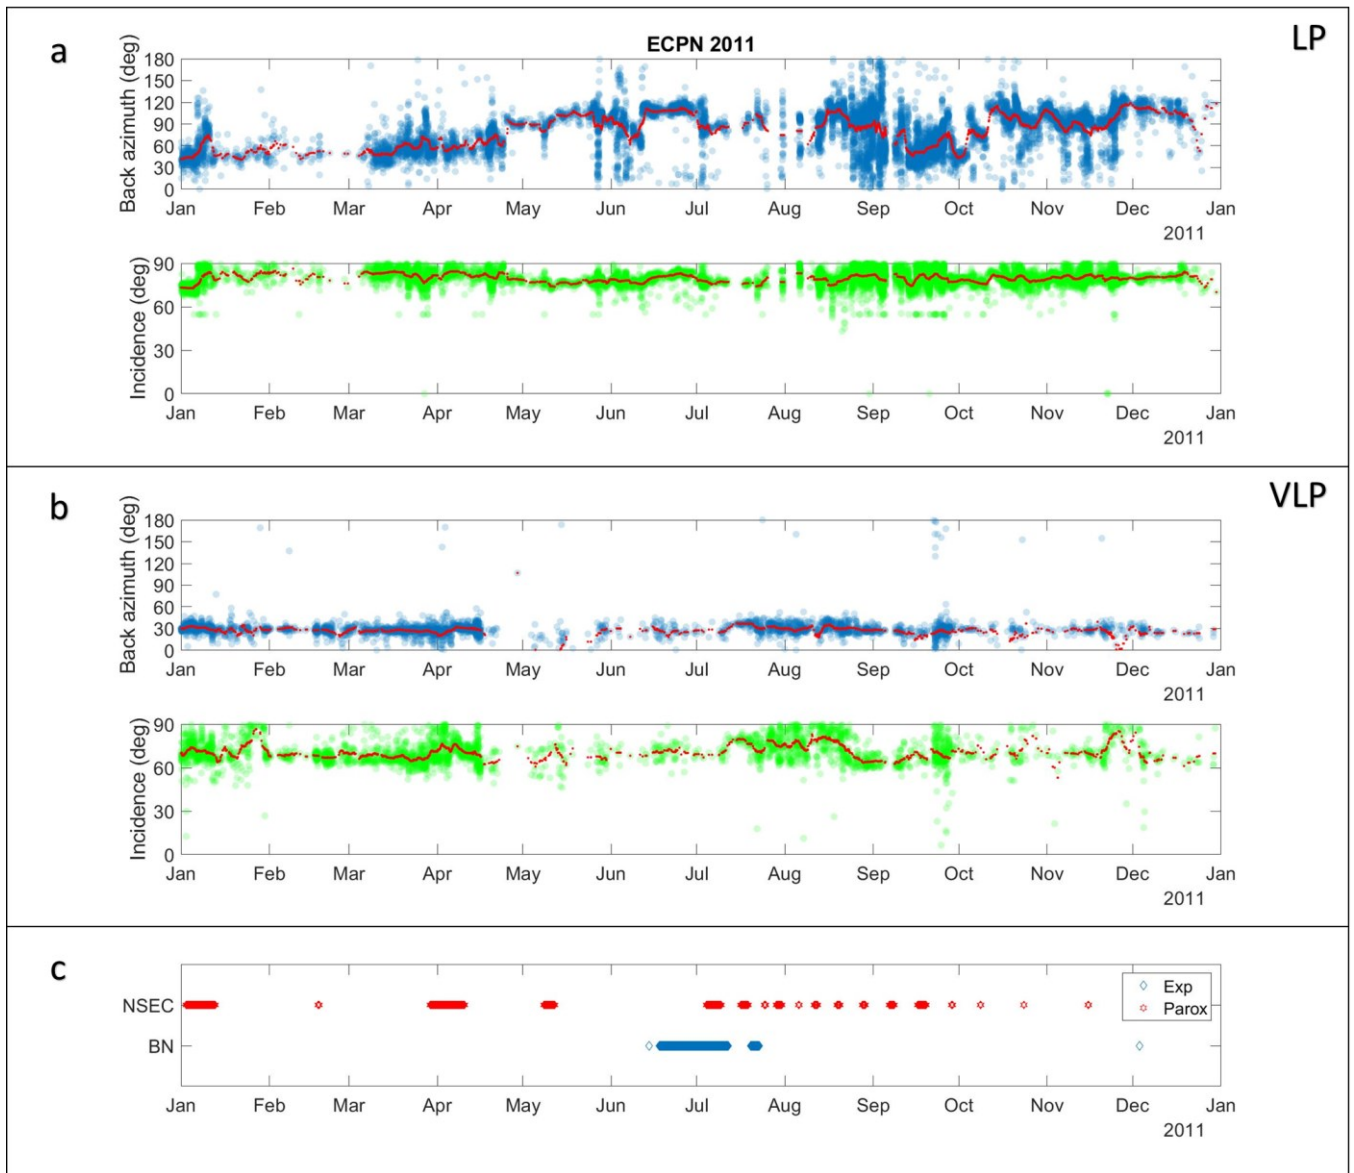 a
ECPN 2011
LP
Back azimuth (deg)
180
150
120
90
60
30
0
Jan Feb Mar Apr May Jun Jul Aug Sep Oct Nov Dec Jan
2011
Incidence (deg)
90
60
30
0
Jan Feb Mar Apr May Jun Jul Aug Sep Oct Nov Dec Jan
2011
b
VLP
Back azimuth (deg)
180
150
120
90
60
30
0
Jan Feb Mar Apr May Jun Jul Aug Sep Oct Nov Dec Jan
2011
Incidence (deg)
90
60
30
0
Jan Feb Mar Apr May Jun Jul Aug Sep Oct Nov Dec Jan
2011
c
NSEC
BN
Exp
Parox
Jan Feb Mar Apr May Jun Jul Aug Sep Oct Nov Dec Jan
2011